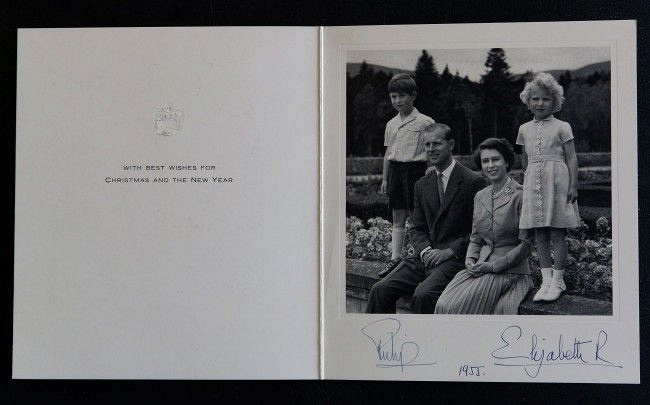 WITH BEST WISHES FOR
CHRISTMAS AND THE NEW YEAR
Philip
1955.
Elizabeth R